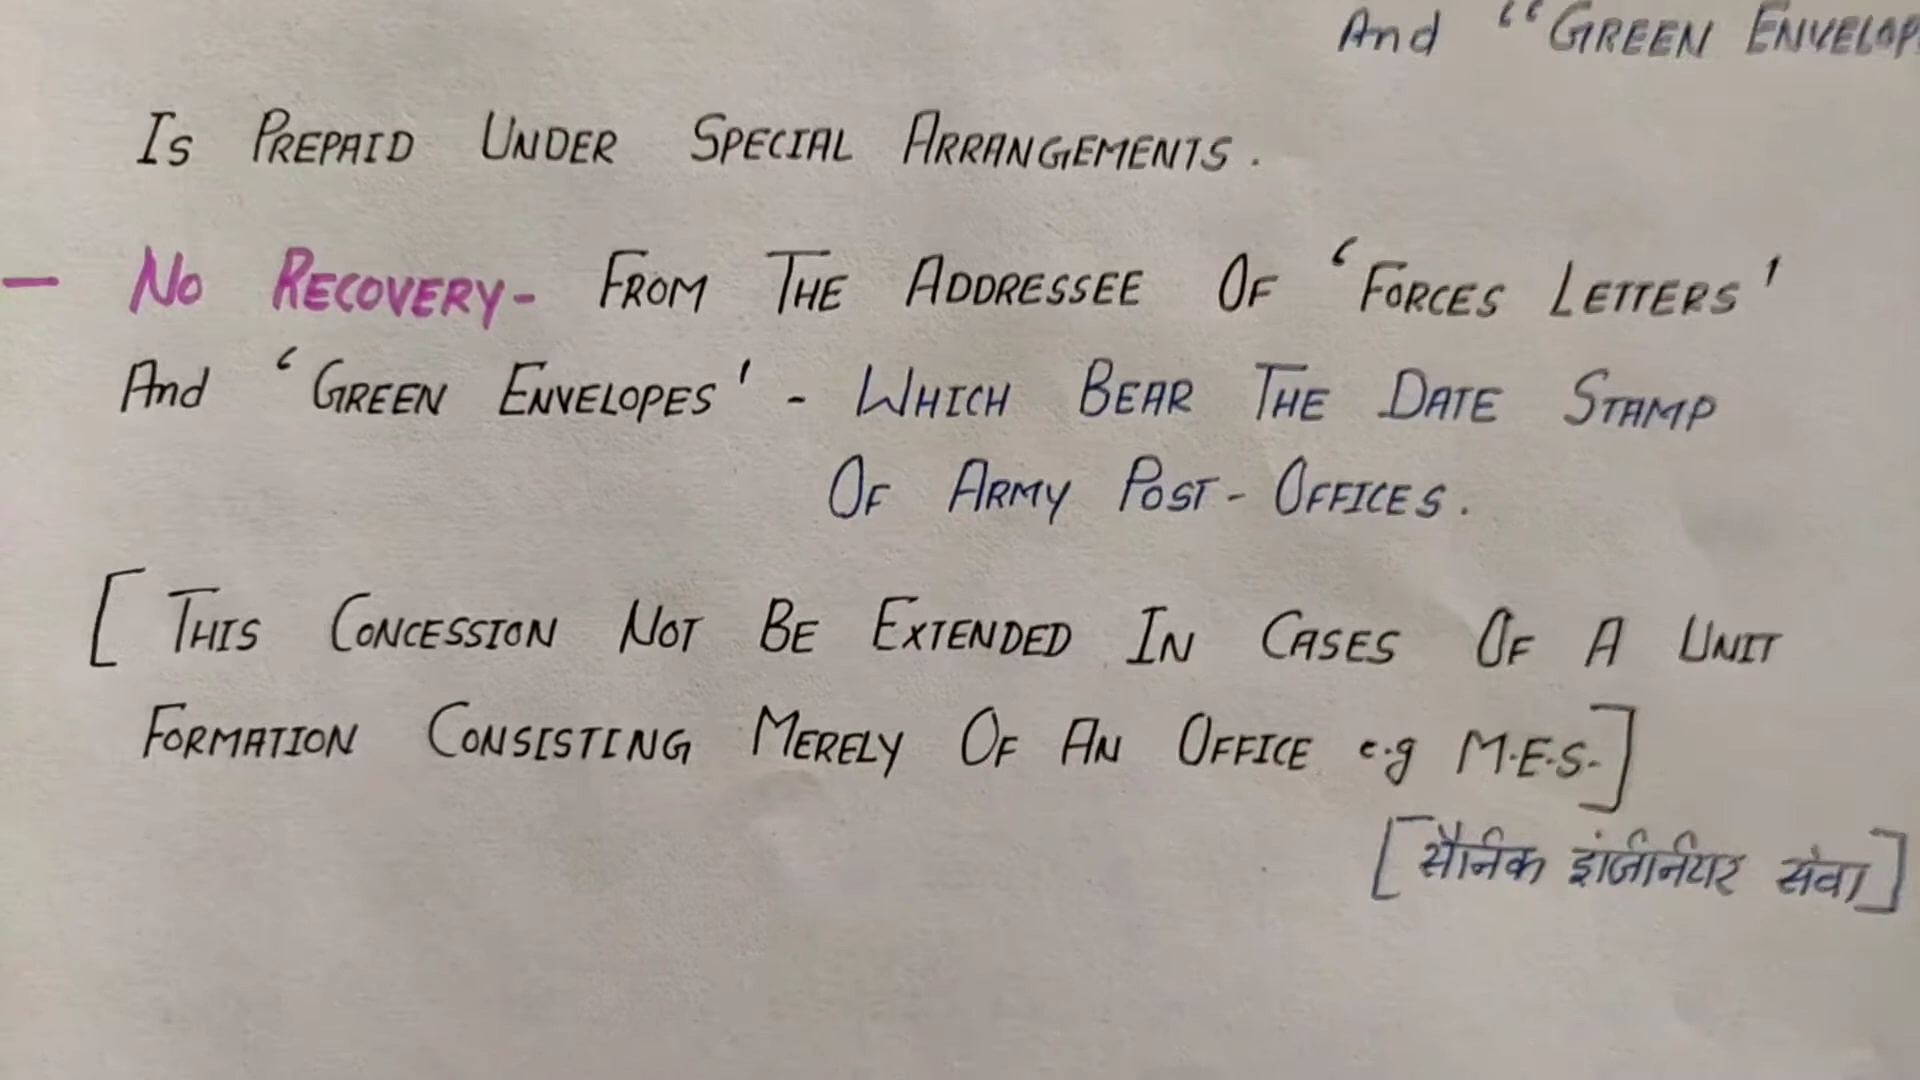 And "GREEN ENVELOP
IS PREPAID UNDER SPECIAL ARRANGEMENTS.
— NO RECOVERY- FROM THE ADDRESSEE OF 'FORCES LETTERS'
And 'GREEN ENVELOPES' - WHICH BEAR THE DATE STAMP
OF ARMY POST-OFFICES.
[THIS CONCESSION NOT BE EXTENDED IN CASES OF A UNIT
FORMATION CONSISTING MERELY OF AN OFFICE e.g M.E.S.]
[सैनिक इंजीनियर सेवा]